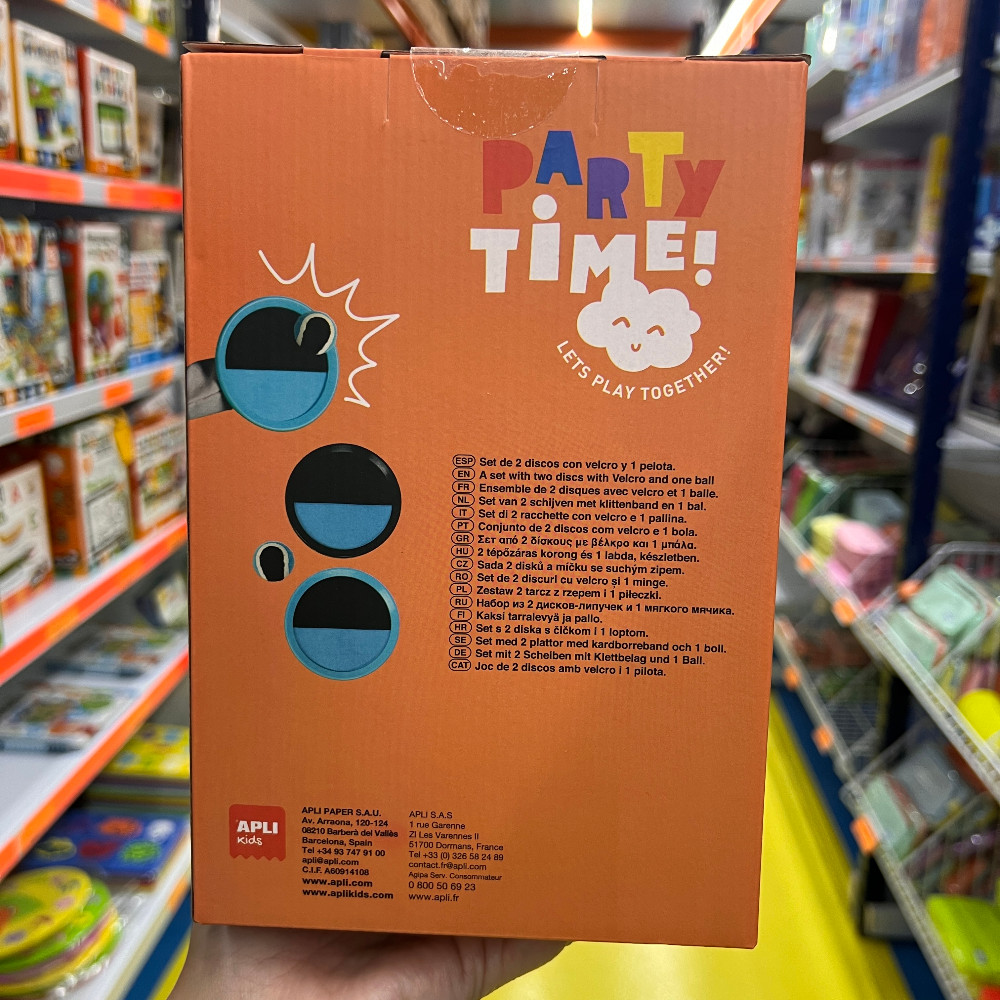 PARTY
TIME!
LETS PLAY TOGETHER!
ESP Set de 2 discos con velcro y 1 pelota.
EN A set with two discs with Velcro and one ball
FR Ensemble de 2 disques avec velcro et 1 balle.
NL Set van 2 schijven met klittenband en 1 bal.
IT Set di 2 racchette con velcro e 1 pallina.
PT Conjunto de 2 discos com velcro e 1 bola.
GR Σετ από 2 δίσκους με βέλκρο και 1 μπάλα.
HU 2 tépőzáras korong és 1 labda, készletben.
CZ Sada 2 disků a míčku se suchým zipem.
RO Set de 2 discuri cu velcro și 1 minge.
PL Zestaw 2 tarcz z rzepem i 1 piłeczki.
RU Набор из 2 дисков-липучек и 1 мягкого мячика.
FI Kaksi tarralevyä ja pallo.
HR Set s 2 diska s čičkom i 1 loptom.
SE Set med 2 plattor med kardborreband och 1 boll.
DE Set mit 2 Scheiben mit Klettbelag und 1 Ball.
CAT Joc de 2 discos amb velcro i 1 pilota.
APLI
kids
APLI PAPER S.A.U.
Av. Arraona, 120-124
08210 Barberà del Vallès
Barcelona, Spain
Tel +34 93 747 91 00
apli@apli.com
C.I.F. A60914108
www.apli.com
www.aplikids.com
APLI S.A.S
1 rue Garenne
ZI Les Varennes II
51700 Dormans, France
Tel +33 (0) 326 58 24 89
contact.fr@apli.com
Agipa Serv. Consommateur
0 800 50 69 23
www.apli.fr